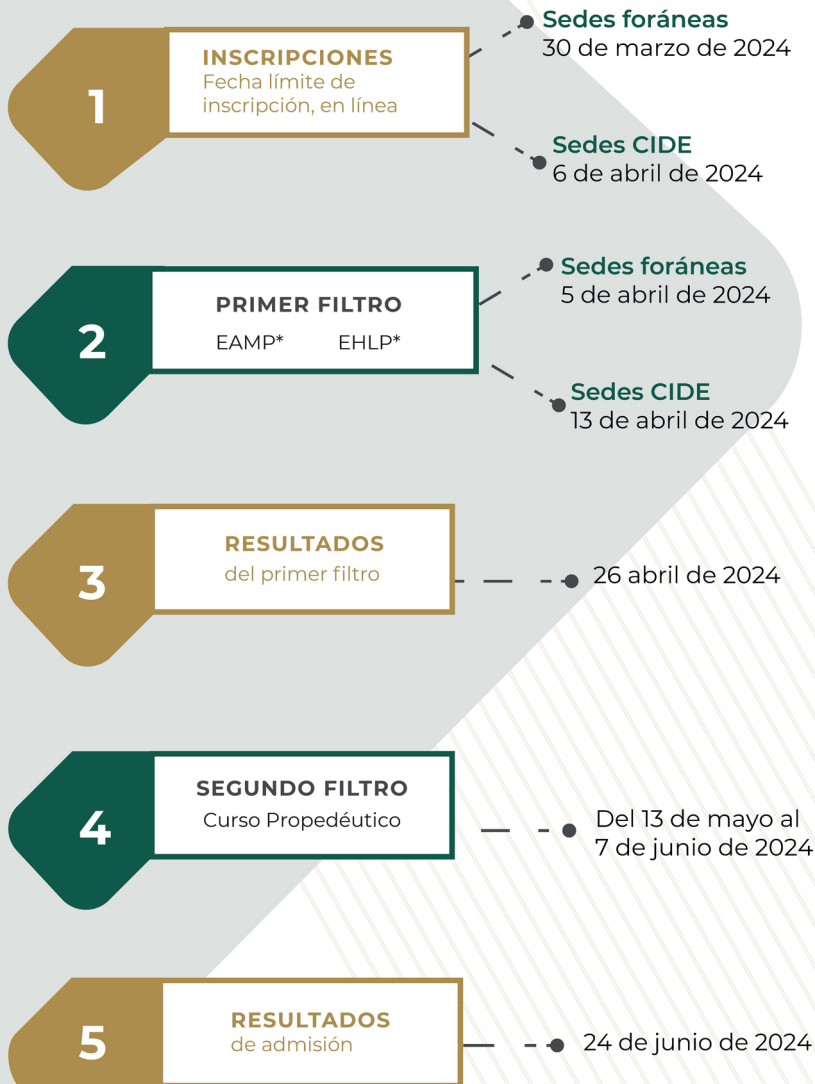 1
INSCRIPCIONES
Fecha límite de
inscripción, en línea
Sedes foráneas
30 de marzo de 2024
Sedes CIDE
6 de abril de 2024
2
PRIMER FILTRO
EAMP* EHLP*
Sedes foráneas
5 de abril de 2024
Sedes CIDE
13 de abril de 2024
3
RESULTADOS
del primer filtro
26 abril de 2024
4
SEGUNDO FILTRO
Curso Propedéutico
Del 13 de mayo al
7 de junio de 2024
5
RESULTADOS
de admisión
24 de junio de 2024